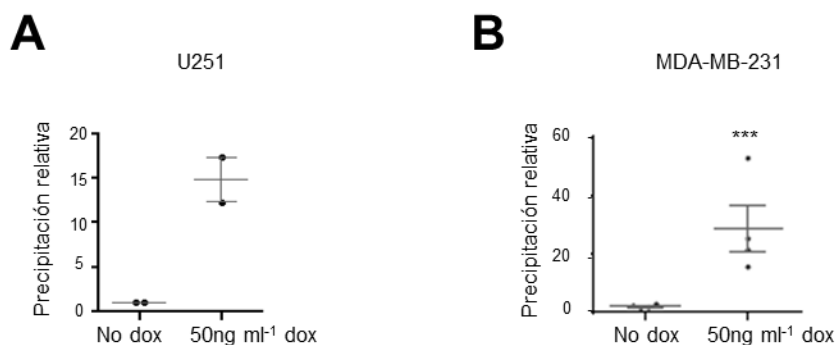 A
U251
Precipitación relativa
20
15
10
5
0
No dox
50ng ml⁻¹ dox
B
MDA-MB-231
Precipitación relativa
60
40
20
0
***
No dox
50ng ml⁻¹ dox